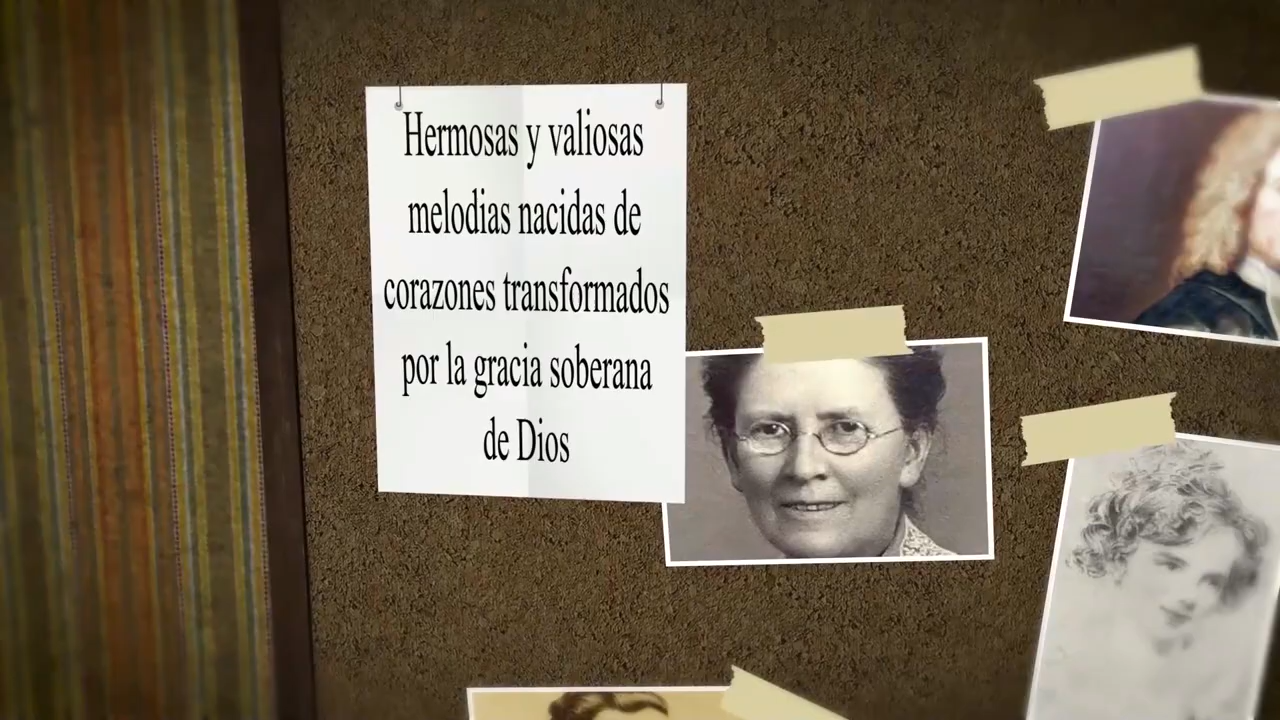 Hermosas y valiosas
melodias nacidas de
corazones transformados
por la gracia soberana
de Dios